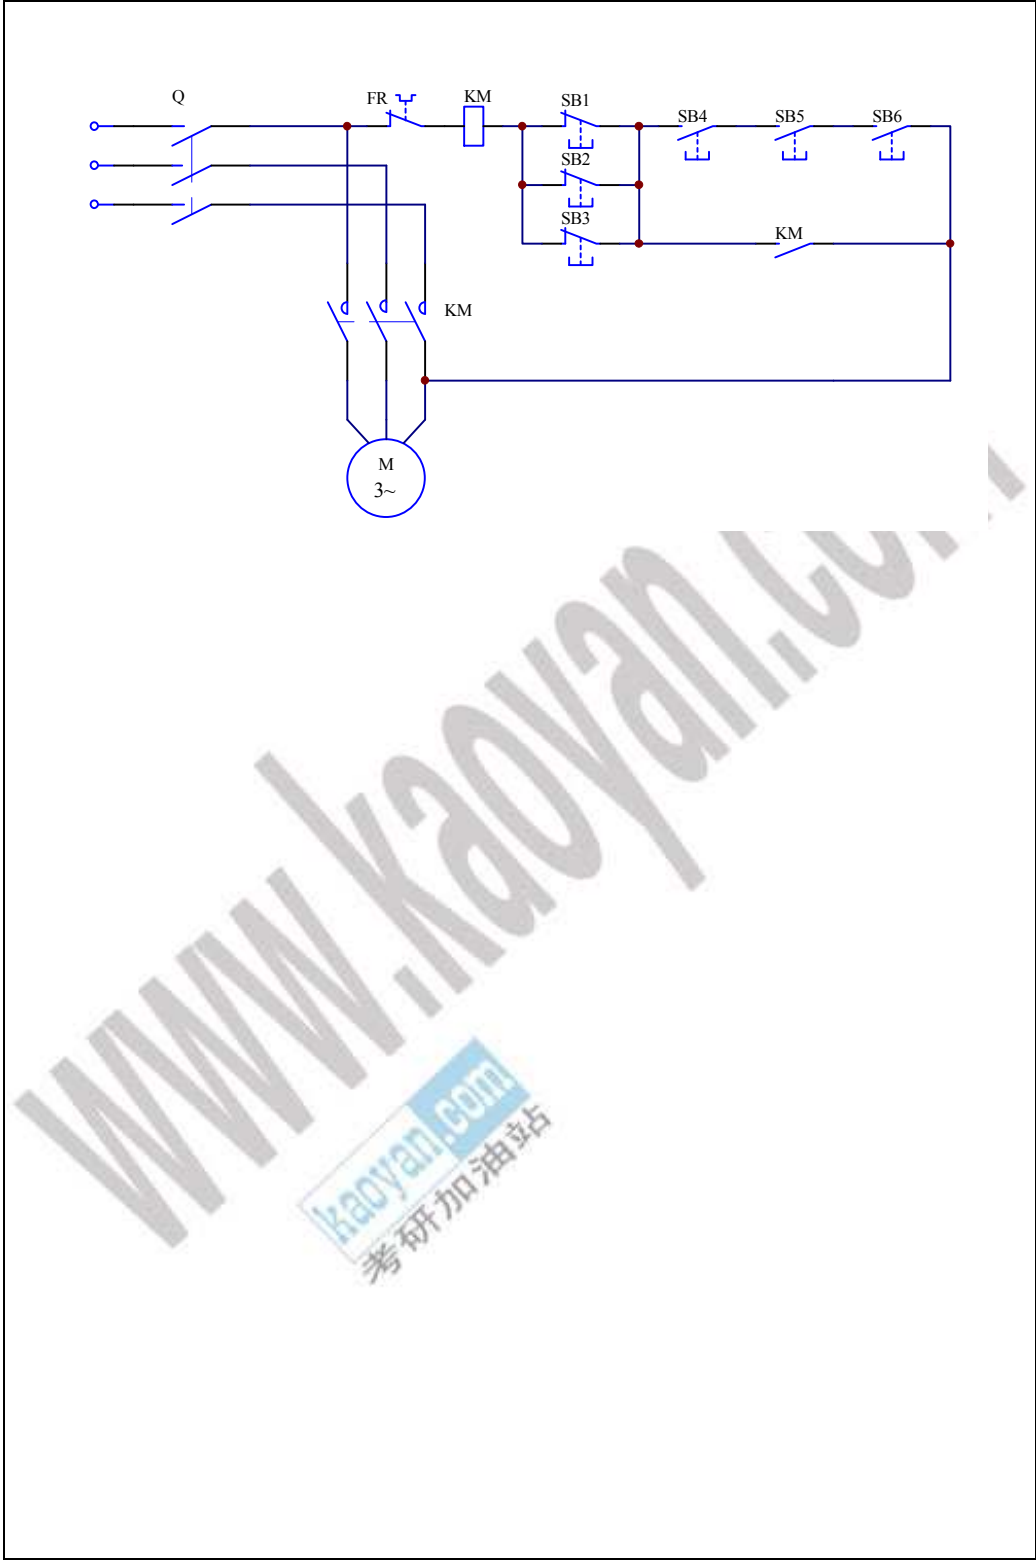 Q
FR
KM
SB1
SB4
SB5
SB6
SB2
SB3
KM
KM
M
3~
www.kaoyan.com
kaoyan.com
考研加油站